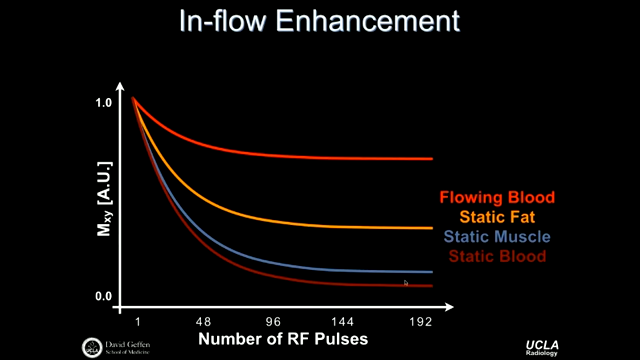 In-flow Enhancement
1.0
Mxy [A.U.]
0.0
Flowing Blood
Static Fat
Static Muscle
Static Blood
1 48 96 144 192
Number of RF Pulses
UCLA
David Geffen
School of Medicine
UCLA
Radiology